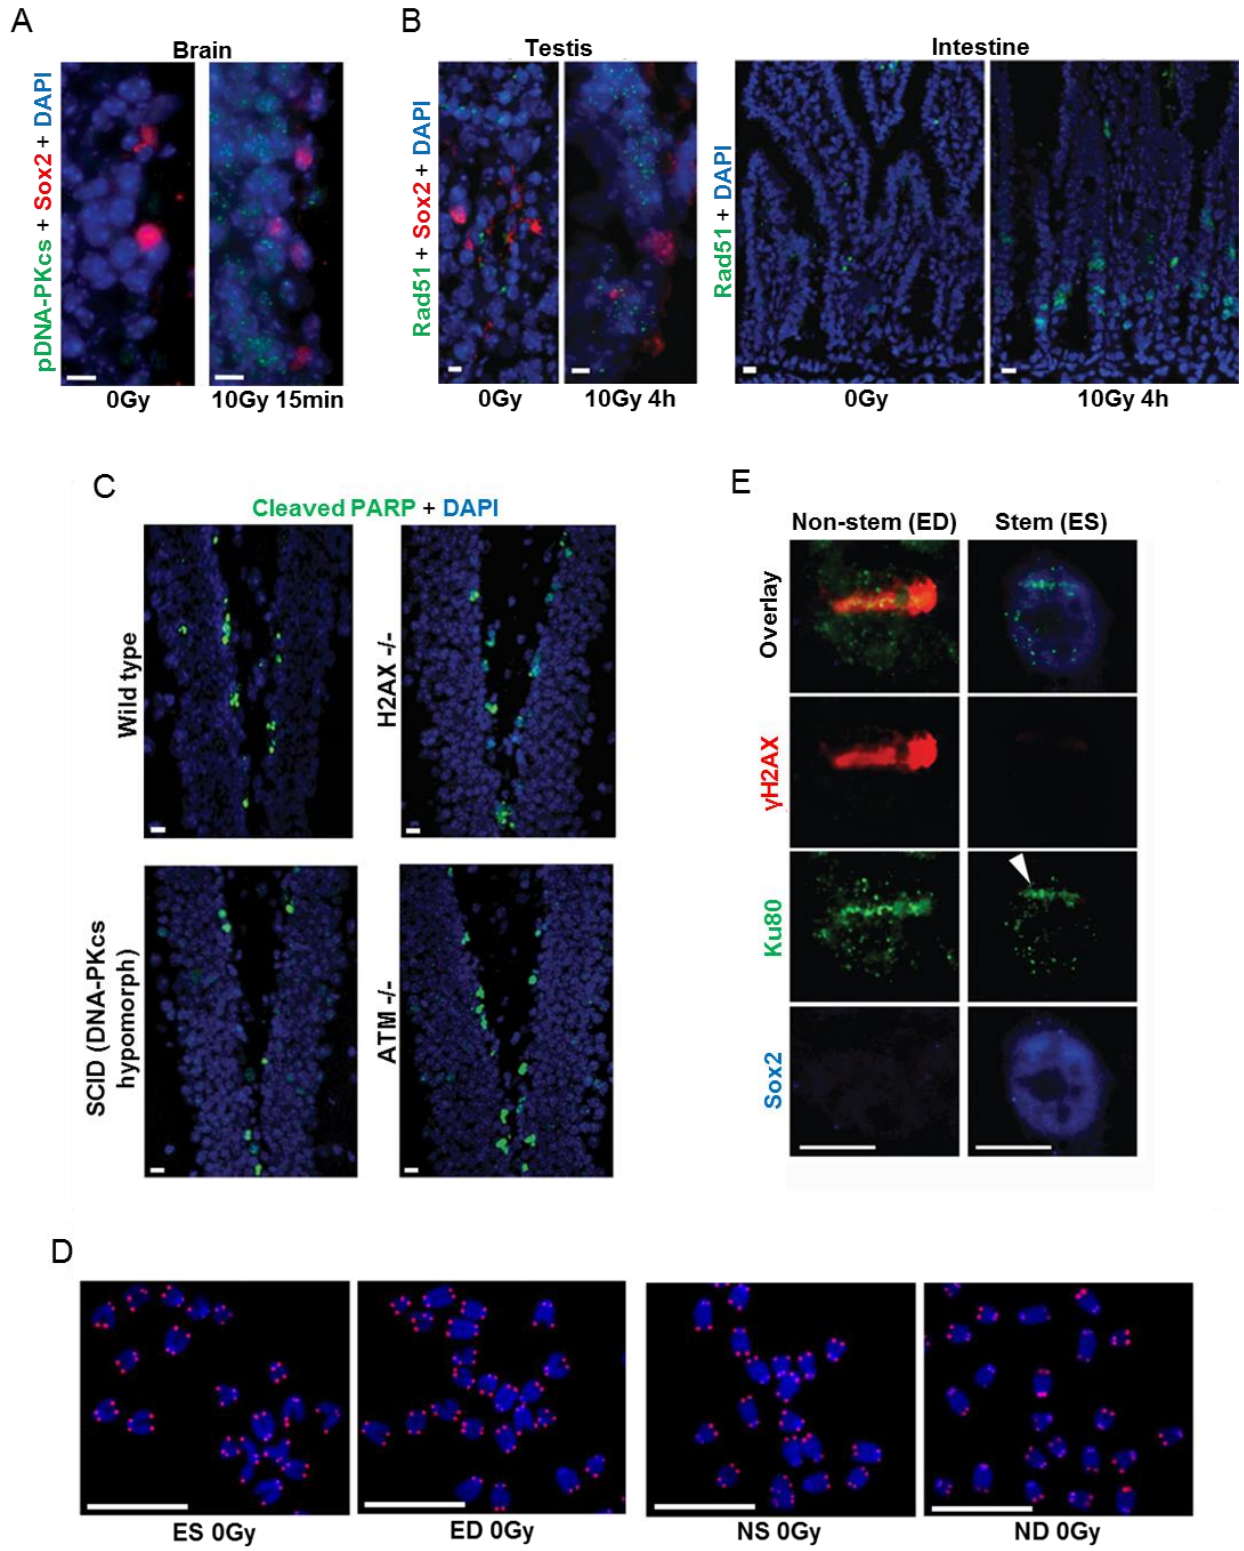 A
B
Brain
Testis
Intestine
pDNA-PKcs + Sox2 + DAPI
Rad51 + Sox2 + DAPI
Rad51 + DAPI
0Gy
10Gy 15min
0Gy
10Gy 4h
0Gy
10Gy 4h
C
Cleaved PARP + DAPI
Wild type
H2AX -/-
SCID (DNA-PKcs
hypomorph)
ATM -/-
E
Non-stem (ED)
Stem (ES)
Overlay
γH2AX
Ku80
Sox2
D
ES 0Gy
ED 0Gy
NS 0Gy
ND 0Gy